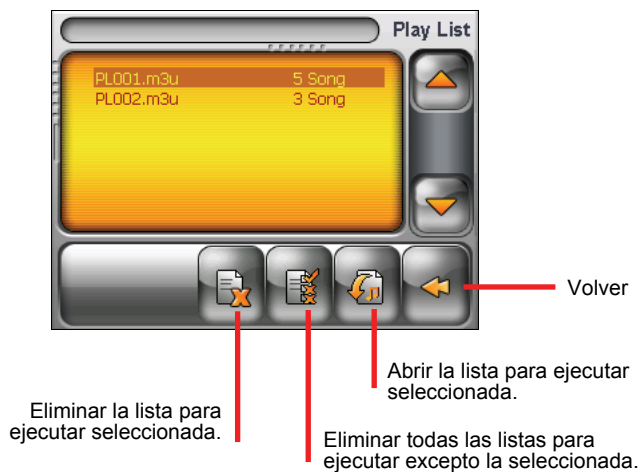 Play List
PL001.m3u 5 Song
PL002.m3u 3 Song
Volver
Abrir la lista para ejecutar
seleccionada.
Eliminar la lista para
ejecutar seleccionada.
Eliminar todas las listas para
ejecutar excepto la seleccionada.